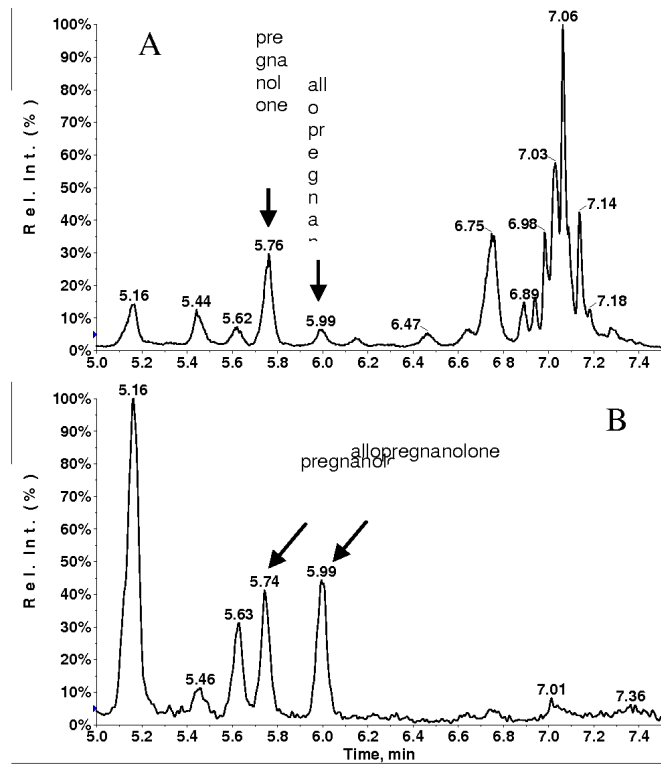 A
pre
gna
nol
one
all
o
pr
e
g
n
a
Rel. Int. (%)
100%
90%
80%
70%
60%
50%
40%
30%
20%
10%
0%
5.16
5.44
5.62
5.76
5.99
6.47
6.75
6.89
6.98
7.03
7.06
7.14
7.18
5.0 5.2 5.4 5.6 5.8 6.0 6.2 6.4 6.6 6.8 7.0 7.2 7.4
B
allopregnanolone
Rel. Int. (%)
100%
90%
80%
70%
60%
50%
40%
30%
20%
10%
0%
5.16
5.46
5.63
5.74
5.99
7.01
7.36
5.0 5.2 5.4 5.6 5.8 6.0 6.2 6.4 6.6 6.8 7.0 7.2 7.4
Time, min